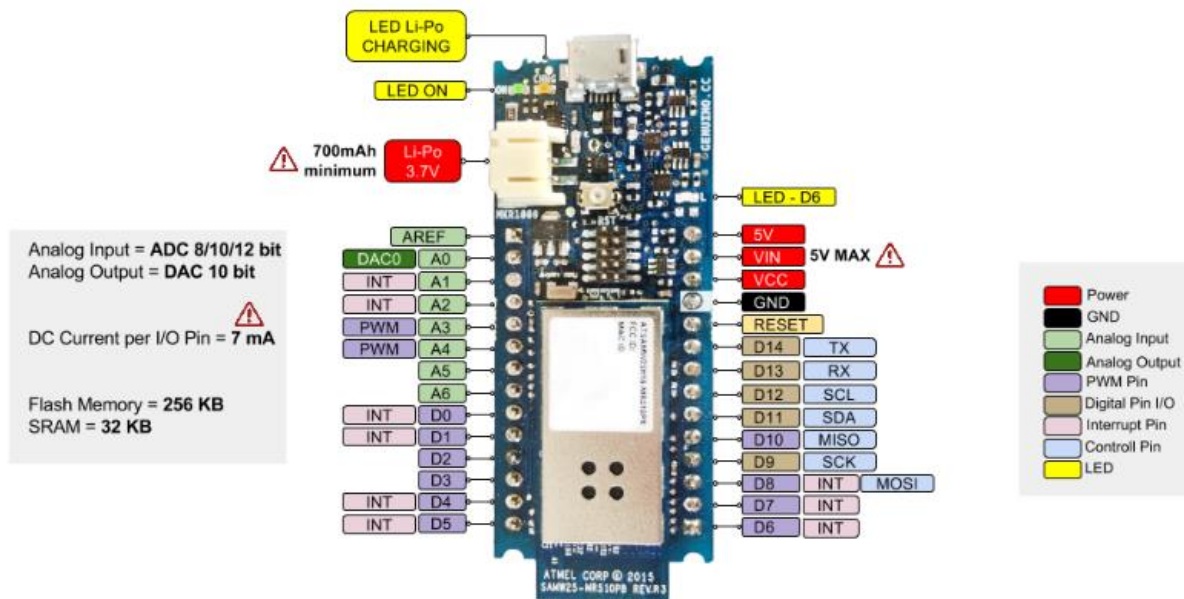 LED Li-Po
CHARGING
LED ON
ON
CHRG
GENUINO.CC
700mAh
minimum
Li-Po
3.7V
MKR1000
RST
L
LED - D6
AREF
DAC0 A0
INT A1
INT A2
PWM A3
PWM A4
A5
A6
INT D0
INT D1
D2
D3
INT D4
INT D5
5V
VIN 5V MAX
VCC
GND
RESET
D14 TX
D13 RX
D12 SCL
D11 SDA
D10 MISO
D9 SCK
D8 INT MOSI
D7 INT
D6 INT
Analog Input = ADC 8/10/12 bit
Analog Output = DAC 10 bit
DC Current per I/O Pin = 7 mA
Flash Memory = 256 KB
SRAM = 32 KB
Power
GND
Analog Input
Analog Output
PWM Pin
Digital Pin I/O
Interrupt Pin
Controll Pin
LED
FCC ID:
MAC ID:
ATMEL CORP © 2015
SAMW25-MR510PB REV.R3